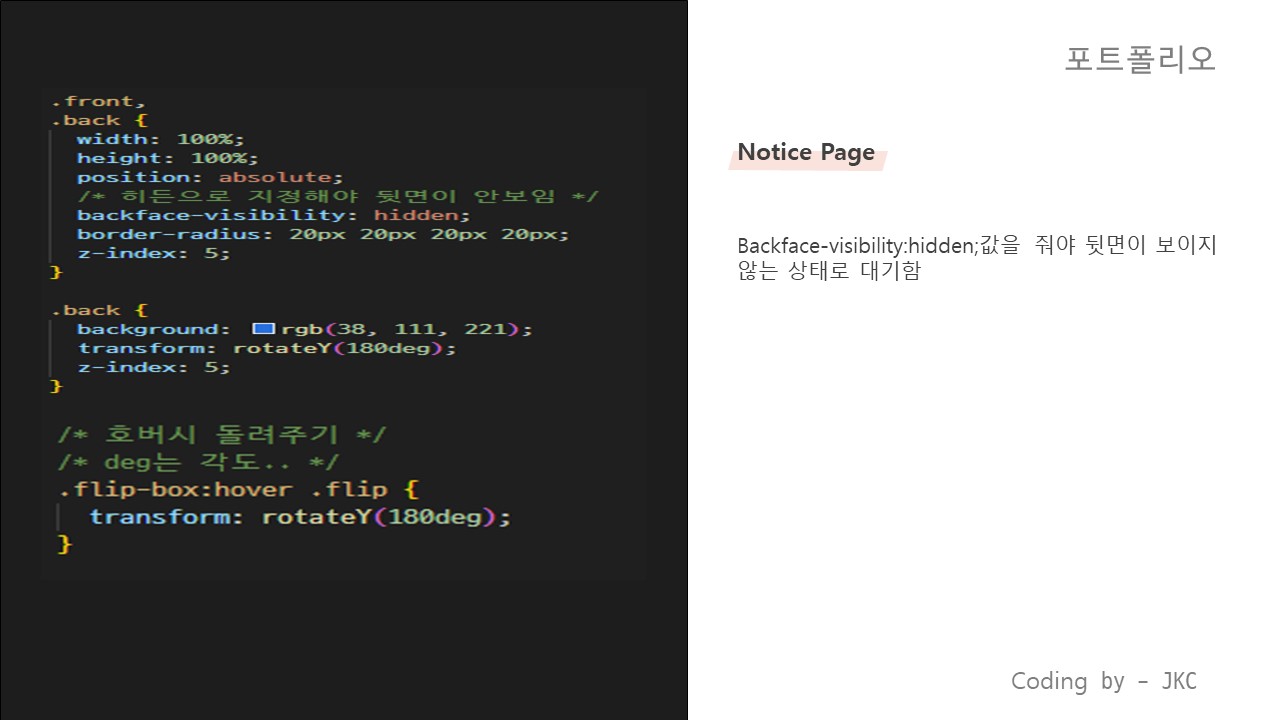 .front,
.back {
width: 100%;
height: 100%;
position: absolute;
/* 히든으로 지정해야 뒷면이 안보임 */
backface-visibility: hidden;
border-radius: 20px 20px 20px 20px;
z-index: 5;
}
.back {
background: rgb(38, 111, 221);
transform: rotateY(180deg);
z-index: 5;
}
/* 호버시 돌려주기 */
/* deg는 각도.. */
.flip-box:hover .flip {
transform: rotateY(180deg);
}
포트폴리오
Notice Page
Backface-visibility:hidden;값을 줘야 뒷면이 보이지
않는 상태로 대기함
Coding by - JKC